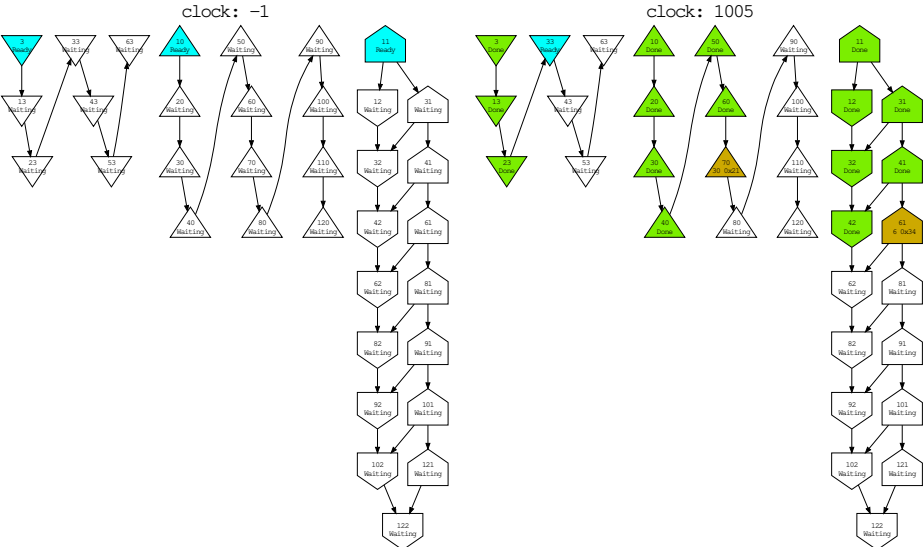 clock: -1
3
Ready
33
Waiting
63
Waiting
10
Ready
50
Waiting
90
Waiting
11
Ready
13
Waiting
43
Waiting
20
Waiting
60
Waiting
100
Waiting
12
Waiting
31
Waiting
23
Waiting
53
Waiting
30
Waiting
70
Waiting
110
Waiting
32
Waiting
41
Waiting
40
Waiting
80
Waiting
120
Waiting
42
Waiting
61
Waiting
62
Waiting
81
Waiting
82
Waiting
91
Waiting
92
Waiting
101
Waiting
102
Waiting
121
Waiting
122
Waiting
clock: 1005
3
Done
33
Ready
63
Waiting
10
Done
50
Done
90
Waiting
11
Done
13
Done
43
Waiting
20
Done
60
Done
100
Waiting
12
Done
31
Done
23
Done
53
Waiting
30
Done
70
30 0x21
110
Waiting
32
Done
41
Done
40
Done
80
Waiting
120
Waiting
42
Done
61
6 0x34
62
Waiting
81
Waiting
82
Waiting
91
Waiting
92
Waiting
101
Waiting
102
Waiting
121
Waiting
122
Waiting